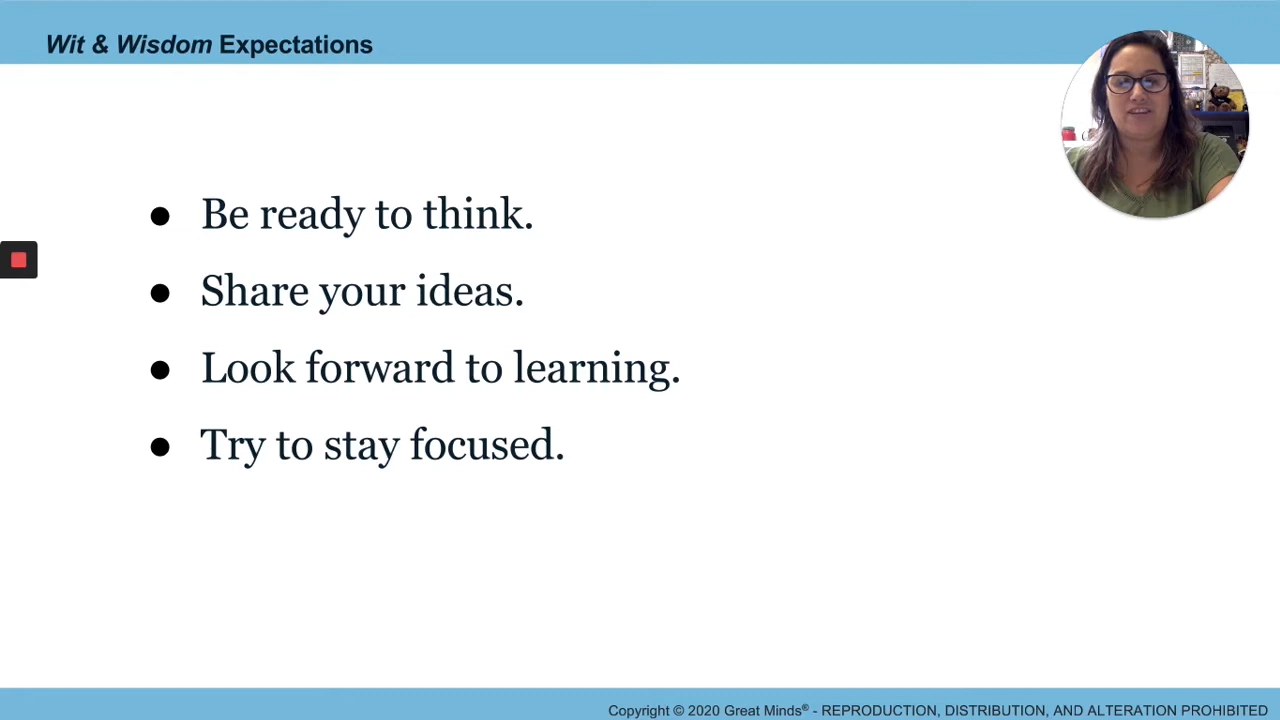 Wit & Wisdom Expectations
● Be ready to think.
● Share your ideas.
● Look forward to learning.
● Try to stay focused.
Copyright © 2020 Great Minds® - REPRODUCTION, DISTRIBUTION, AND ALTERATION PROHIBITED